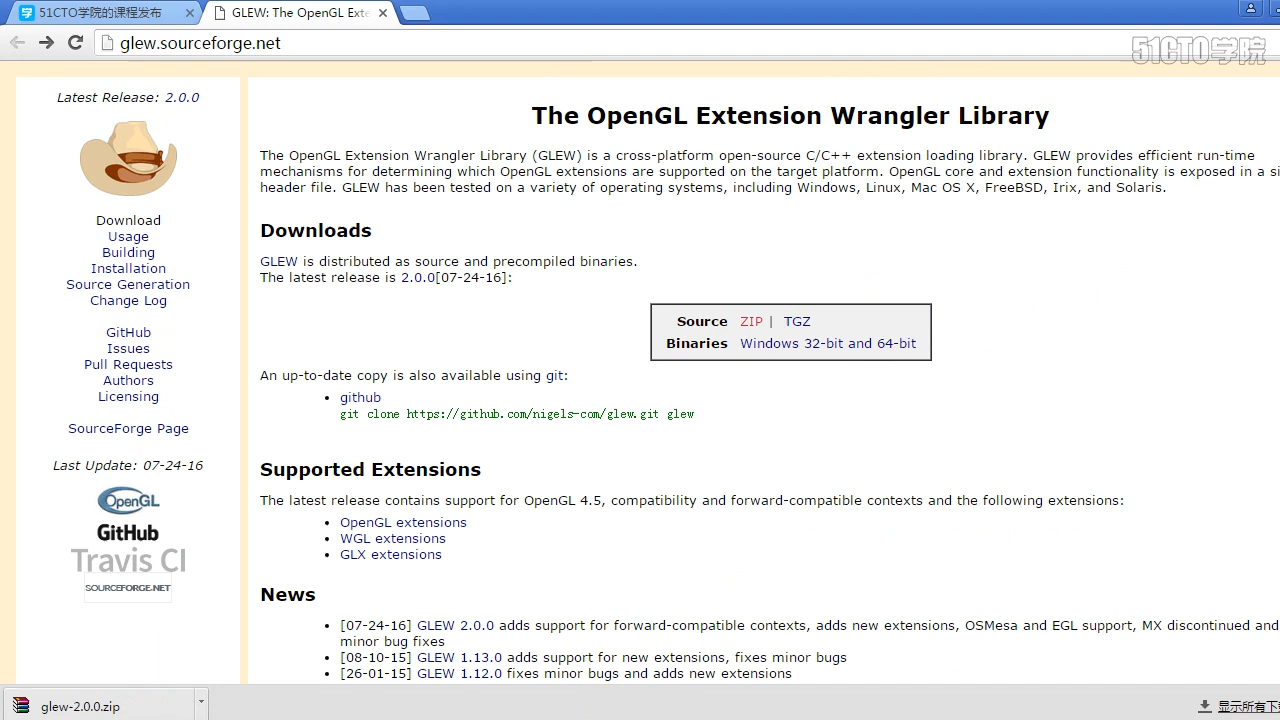 51CTO学院的课程发布
GLEW: The OpenGL Exte
glew.sourceforge.net
51CTO学院
Latest Release: 2.0.0
Download
Usage
Building
Installation
Source Generation
Change Log
GitHub
Issues
Pull Requests
Authors
Licensing
SourceForge Page
Last Update: 07-24-16
OpenGL
GitHub
Travis CI
SOURCEFORGE.NET
The OpenGL Extension Wrangler Library
The OpenGL Extension Wrangler Library (GLEW) is a cross-platform open-source C/C++ extension loading library. GLEW provides efficient run-time
mechanisms for determining which OpenGL extensions are supported on the target platform. OpenGL core and extension functionality is exposed in a si
header file. GLEW has been tested on a variety of operating systems, including Windows, Linux, Mac OS X, FreeBSD, Irix, and Solaris.
Downloads
GLEW is distributed as source and precompiled binaries.
The latest release is 2.0.0[07-24-16]:
Source ZIP | TGZ
Binaries Windows 32-bit and 64-bit
An up-to-date copy is also available using git:
• github
git clone https://github.com/nigels-com/glew.git glew
Supported Extensions
The latest release contains support for OpenGL 4.5, compatibility and forward-compatible contexts and the following extensions:
• OpenGL extensions
• WGL extensions
• GLX extensions
News
• [07-24-16] GLEW 2.0.0 adds support for forward-compatible contexts, adds new extensions, OSMesa and EGL support, MX discontinued and
minor bug fixes
• [08-10-15] GLEW 1.13.0 adds support for new extensions, fixes minor bugs
• [26-01-15] GLEW 1.12.0 fixes minor bugs and adds new extensions
glew-2.0.0.zip
显示所有下